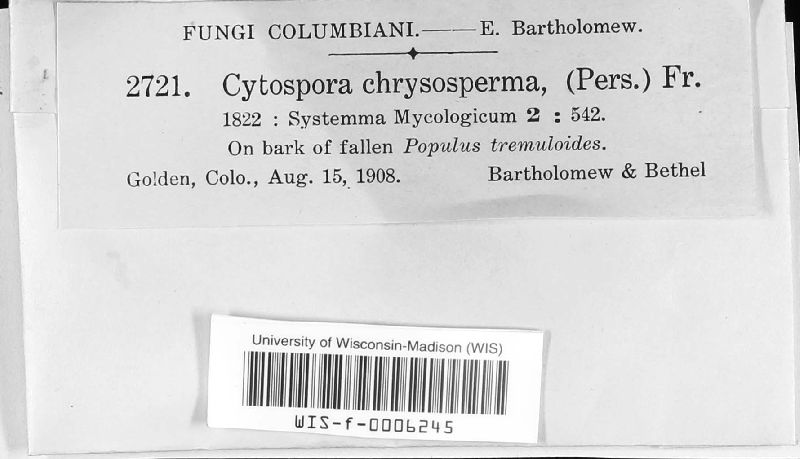 FUNGI COLUMBIANI.——E. Bartholomew.
2721. Cytospora chrysosperma, (Pers.) Fr.
1822 : Systemma Mycologicum 2 : 542.
On bark of fallen Populus tremuloides.
Golden, Colo., Aug. 15, 1908. Bartholomew & Bethel
University of Wisconsin-Madison (WIS)
WIS-f-0006245